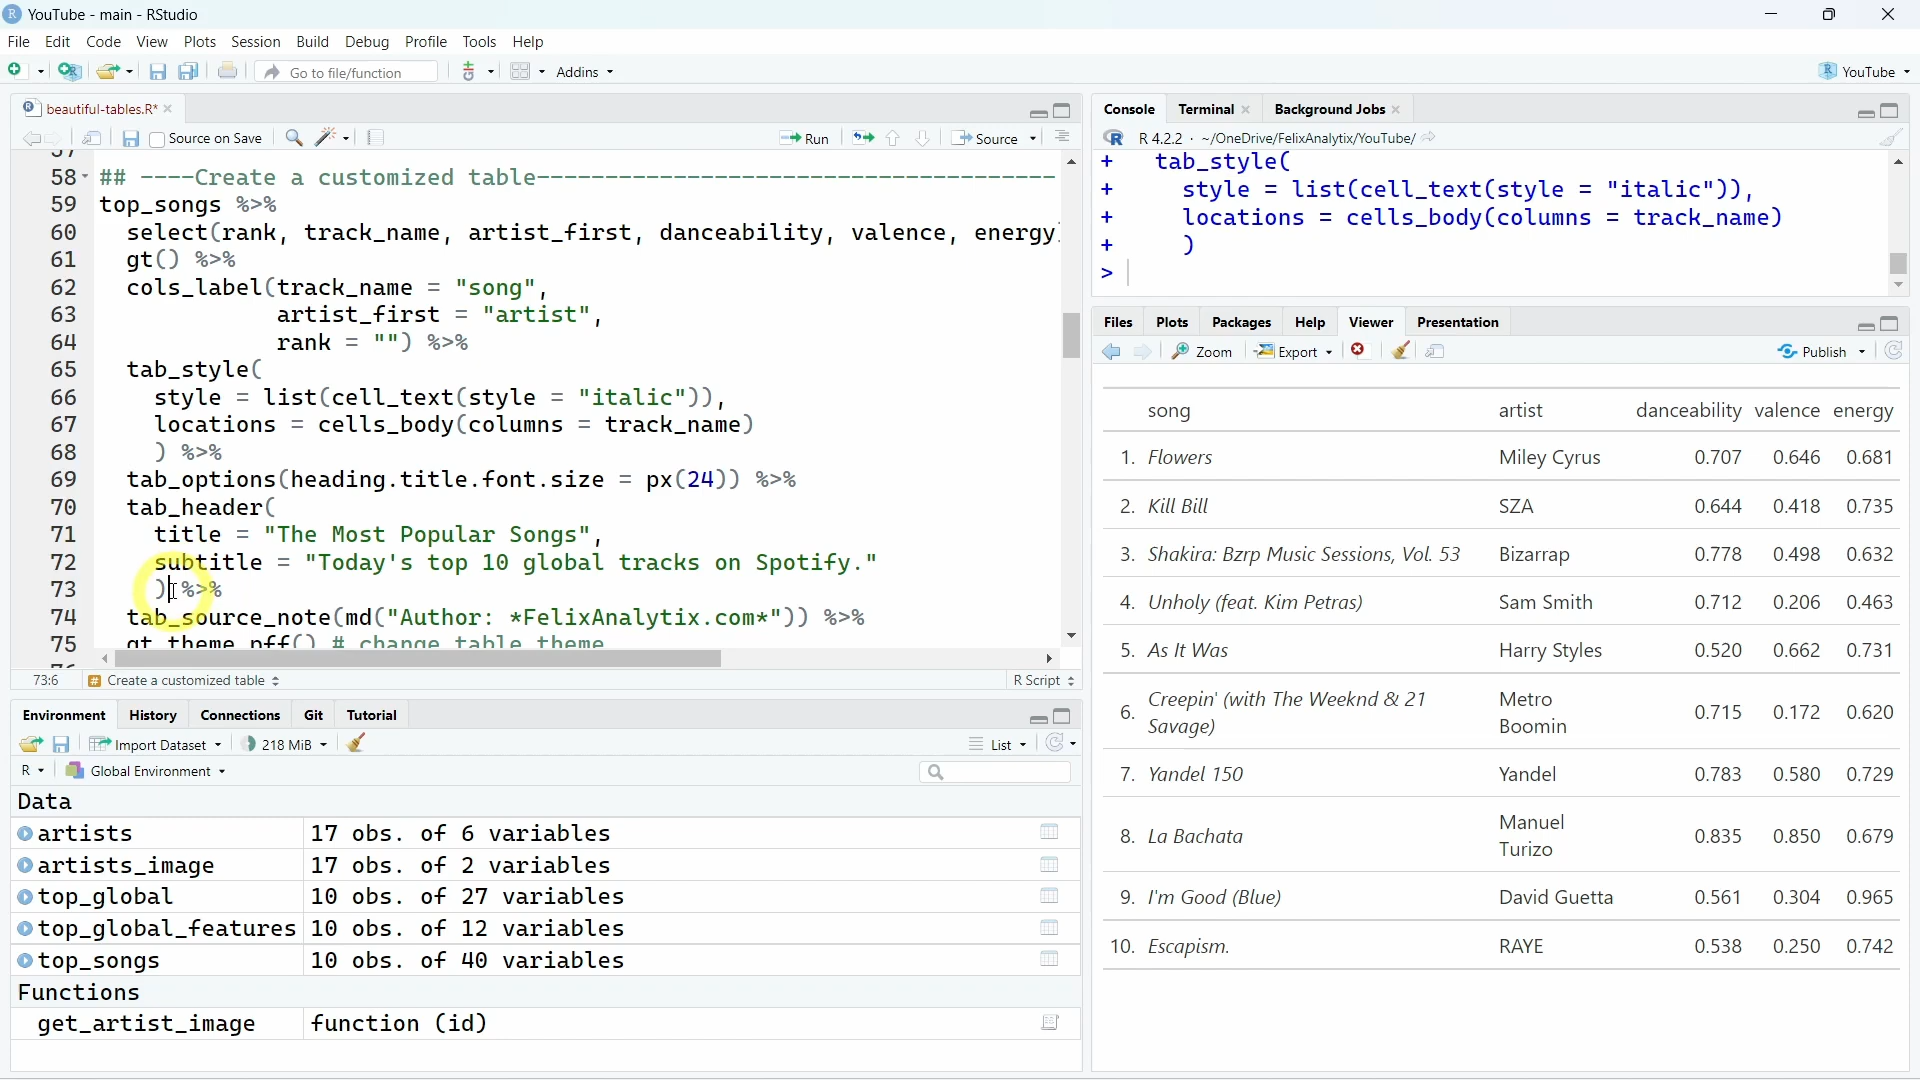 YouTube - main - RStudio
File Edit Code View Plots Session Build Debug Profile Tools Help
Go to file/function Addins YouTube
beautiful-tables.R*
Source on Save Run Source
58 ## ----Create a customized table--------------------------------------
59 top_songs %>%
60 select(rank, track_name, artist_first, danceability, valence, energy)
61 gt() %>%
62 cols_label(track_name = "song",
63 artist_first = "artist",
64 rank = "") %>%
65 tab_style(
66 style = list(cell_text(style = "italic")),
67 locations = cells_body(columns = track_name)
68 ) %>%
69 tab_options(heading.title.font.size = px(24)) %>%
70 tab_header(
71 title = "The Most Popular Songs",
72 subtitle = "Today's top 10 global tracks on Spotify."
73 ) %>%
74 tab_source_note(md("Author: *FelixAnalytix.com*")) %>%
75 gt_theme_pff() # change table theme
73:6 Create a customized table R Script
Environment History Connections Git Tutorial
Import Dataset 218 MiB List
R Global Environment
Data
artists 17 obs. of 6 variables
artists_image 17 obs. of 2 variables
top_global 10 obs. of 27 variables
top_global_features 10 obs. of 12 variables
top_songs 10 obs. of 40 variables
Functions
get_artist_image function (id)
Console Terminal Background Jobs
R 4.2.2 · ~/OneDrive/FelixAnalytix/YouTube/
+ tab_style(
+ style = list(cell_text(style = "italic")),
+ locations = cells_body(columns = track_name)
+ )
>
Files Plots Packages Help Viewer Presentation
Zoom Export Publish
song artist danceability valence energy
1. Flowers Miley Cyrus 0.707 0.646 0.681
2. Kill Bill SZA 0.644 0.418 0.735
3. Shakira: Bzrp Music Sessions, Vol. 53 Bizarrap 0.778 0.498 0.632
4. Unholy (feat. Kim Petras) Sam Smith 0.712 0.206 0.463
5. As It Was Harry Styles 0.520 0.662 0.731
6. Creepin' (with The Weeknd & 21 Savage) Metro Boomin 0.715 0.172 0.620
7. Yandel 150 Yandel 0.783 0.580 0.729
8. La Bachata Manuel Turizo 0.835 0.850 0.679
9. I'm Good (Blue) David Guetta 0.561 0.304 0.965
10. Escapism. RAYE 0.538 0.250 0.742